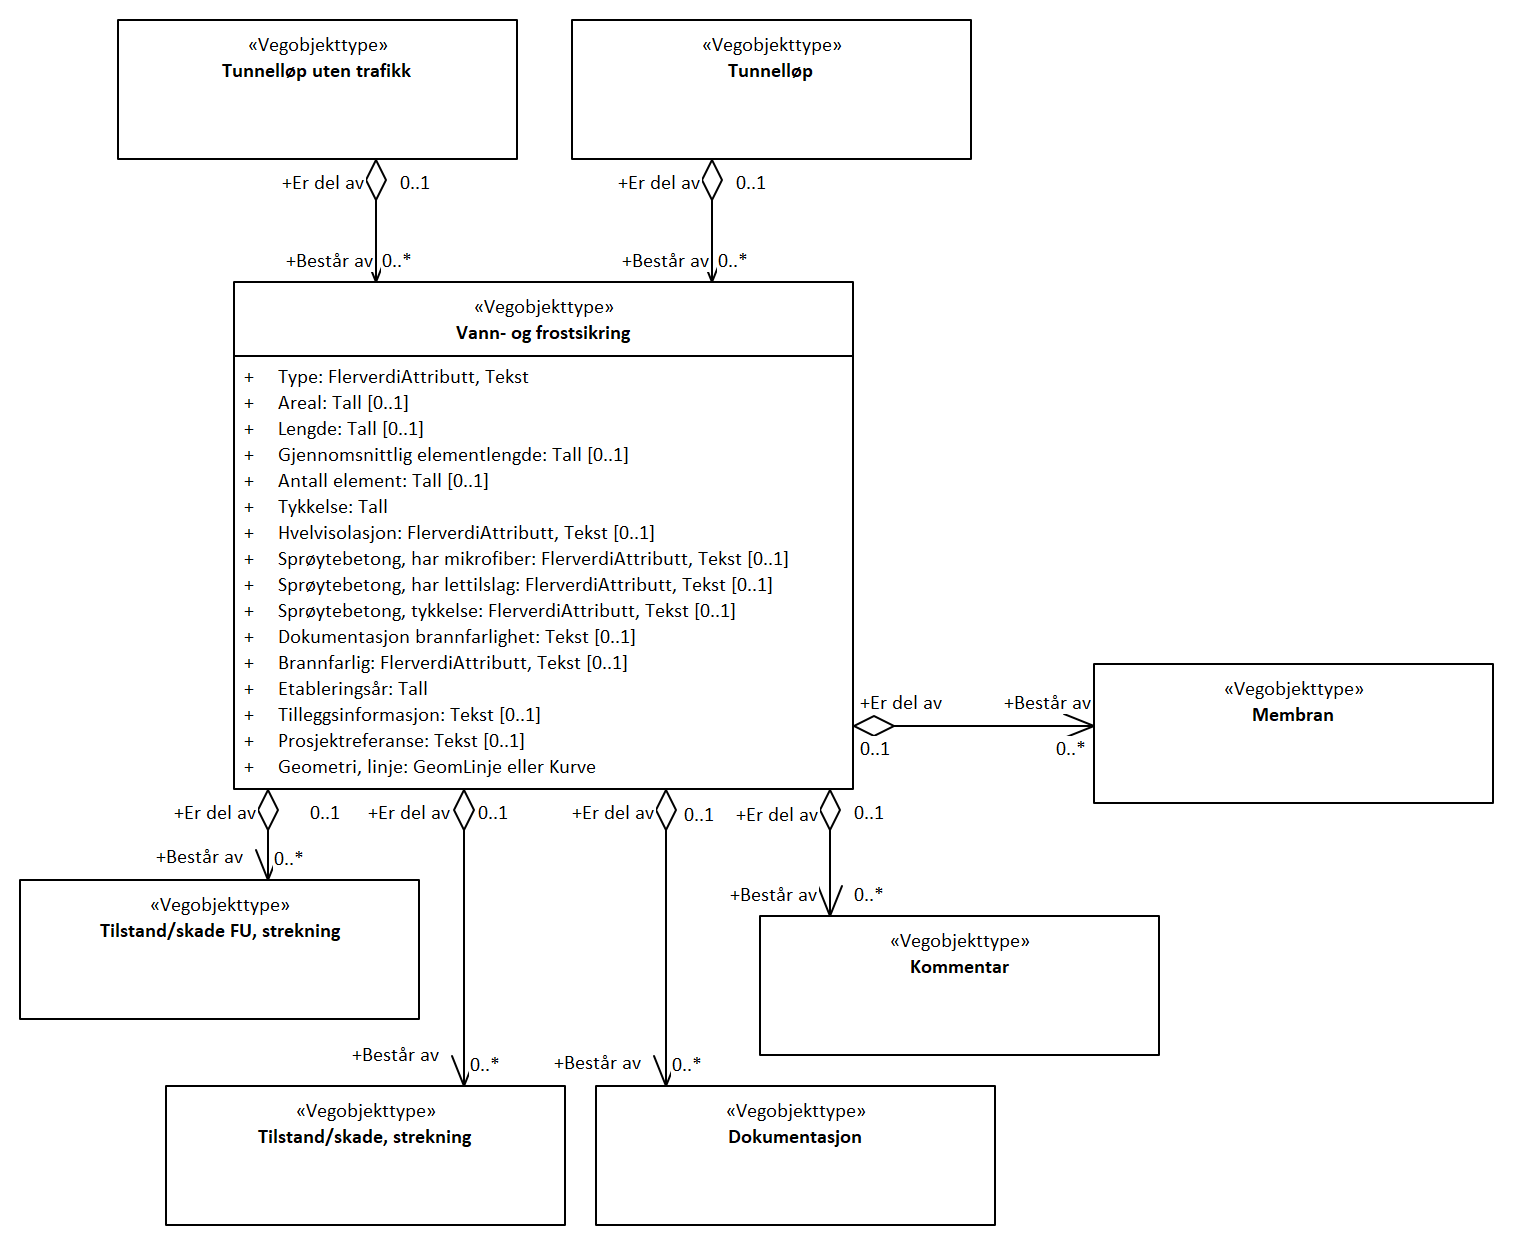 «Vegobjekttype»
Tunnelløp uten trafikk
«Vegobjekttype»
Tunnelløp
+Er del av 0..1
+Er del av 0..1
+Består av 0..*
+Består av 0..*
«Vegobjekttype»
Vann- og frostsikring
+ Type: FlerverdiAttributt, Tekst
+ Areal: Tall [0..1]
+ Lengde: Tall [0..1]
+ Gjennomsnittlig elementlengde: Tall [0..1]
+ Antall element: Tall [0..1]
+ Tykkelse: Tall
+ Hvelvisolasjon: FlerverdiAttributt, Tekst [0..1]
+ Sprøytebetong, har mikrofiber: FlerverdiAttributt, Tekst [0..1]
+ Sprøytebetong, har lettilslag: FlerverdiAttributt, Tekst [0..1]
+ Sprøytebetong, tykkelse: FlerverdiAttributt, Tekst [0..1]
+ Dokumentasjon brannfarlighet: Tekst [0..1]
+ Brannfarlig: FlerverdiAttributt, Tekst [0..1]
+ Etableringsår: Tall
+ Tilleggsinformasjon: Tekst [0..1]
+ Prosjektreferanse: Tekst [0..1]
+ Geometri, linje: GeomLinje eller Kurve
+Er del av +Består av
0..1 0..*
«Vegobjekttype»
Membran
+Er del av 0..1
+Er del av 0..1
+Er del av 0..1
+Er del av 0..1
+Består av 0..*
«Vegobjekttype»
Tilstand/skade FU, strekning
+Består av 0..*
«Vegobjekttype»
Kommentar
+Består av 0..*
+Består av 0..*
«Vegobjekttype»
Tilstand/skade, strekning
«Vegobjekttype»
Dokumentasjon